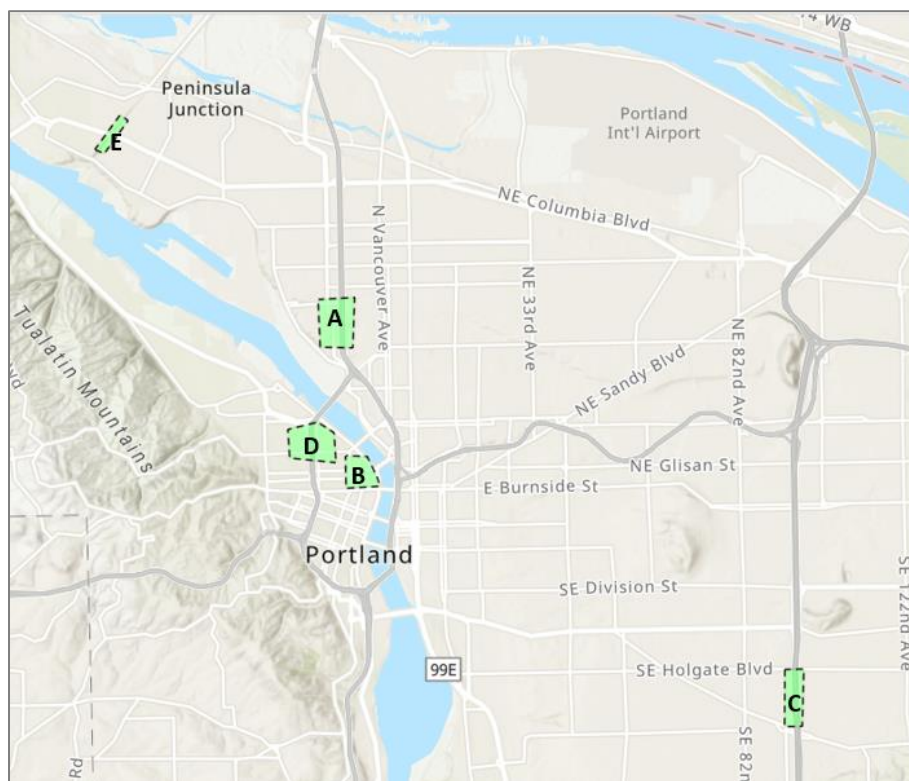 14 WB
Peninsula
Junction
Portland
Int'l Airport
E
NE Columbia Blvd
N Vancouver Ave
NE 33rd Ave
A
NE 82nd Ave
NE Sandy Blvd
Tualatin Mountains
D
B
NE Glisan St
E Burnside St
Portland
SE Division St
SE 122nd Ave
99E
SE Holgate Blvd
C
SE 82n
Rd